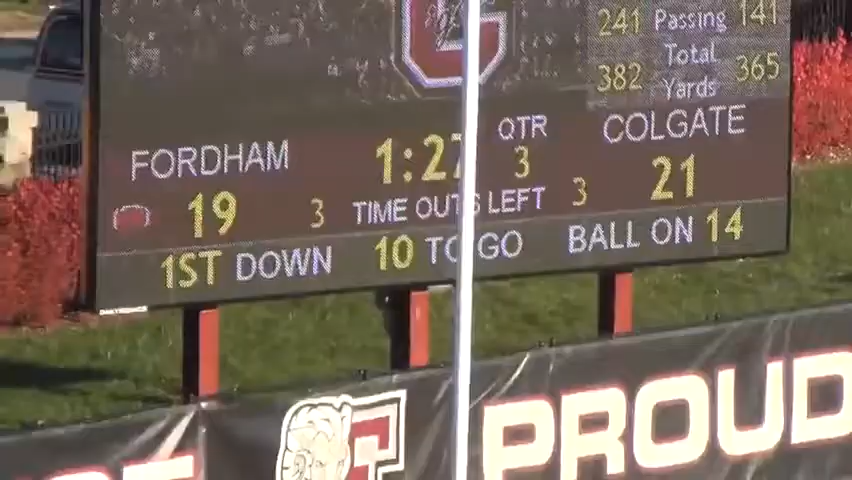 241 Passing 141
382 Total Yards 365
FORDHAM 1:27 QTR 3 COLGATE
19 3 TIME OUTS LEFT 3 21
1ST DOWN 10 TO GO BALL ON 14
PROUD